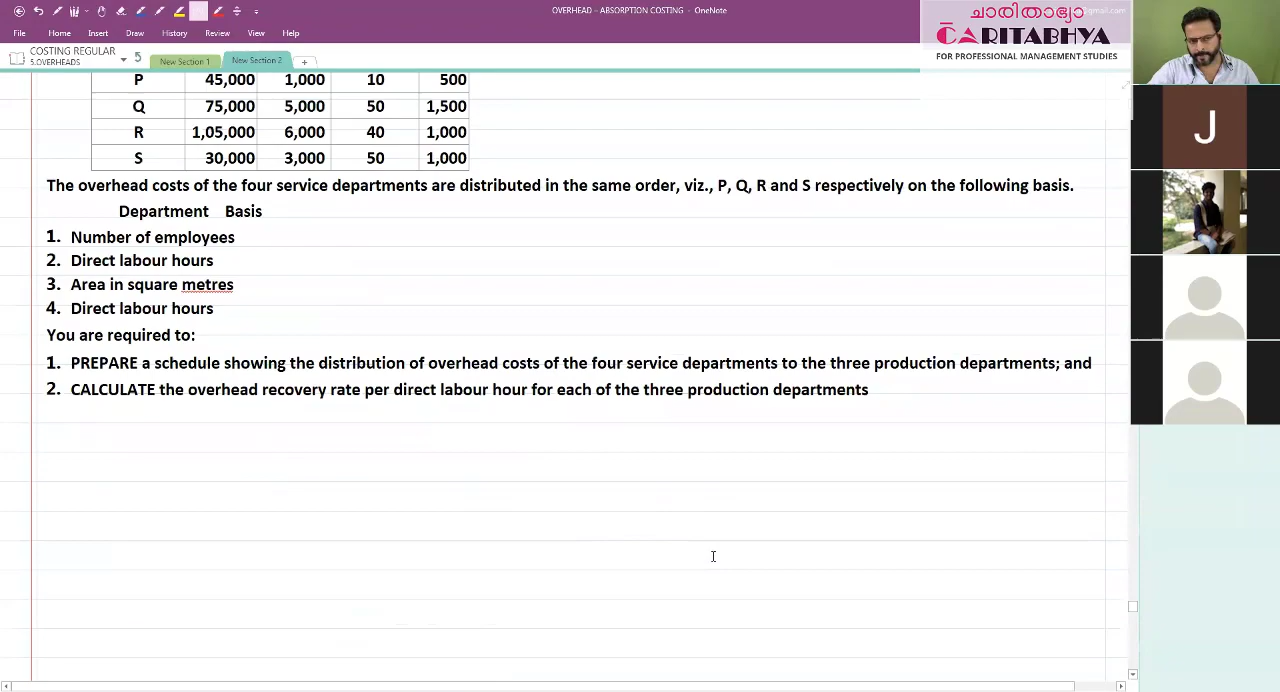 OVERHEAD – ABSORPTION COSTING - OneNote
ചാരിതാഭ്യാ
@gmail.com
CARITABHYA
FOR PROFESSIONAL MANAGEMENT STUDIES
File Home Insert Draw History Review View Help
COSTING REGULAR
5.OVERHEADS
5
New Section 1 New Section 2 +
P 45,000 1,000 10 500
Q 75,000 5,000 50 1,500
R 1,05,000 6,000 40 1,000
S 30,000 3,000 50 1,000
The overhead costs of the four service departments are distributed in the same order, viz., P, Q, R and S respectively on the following basis.
Department Basis
1. Number of employees
2. Direct labour hours
3. Area in square metres
4. Direct labour hours
You are required to:
1. PREPARE a schedule showing the distribution of overhead costs of the four service departments to the three production departments; and
2. CALCULATE the overhead recovery rate per direct labour hour for each of the three production departments
J